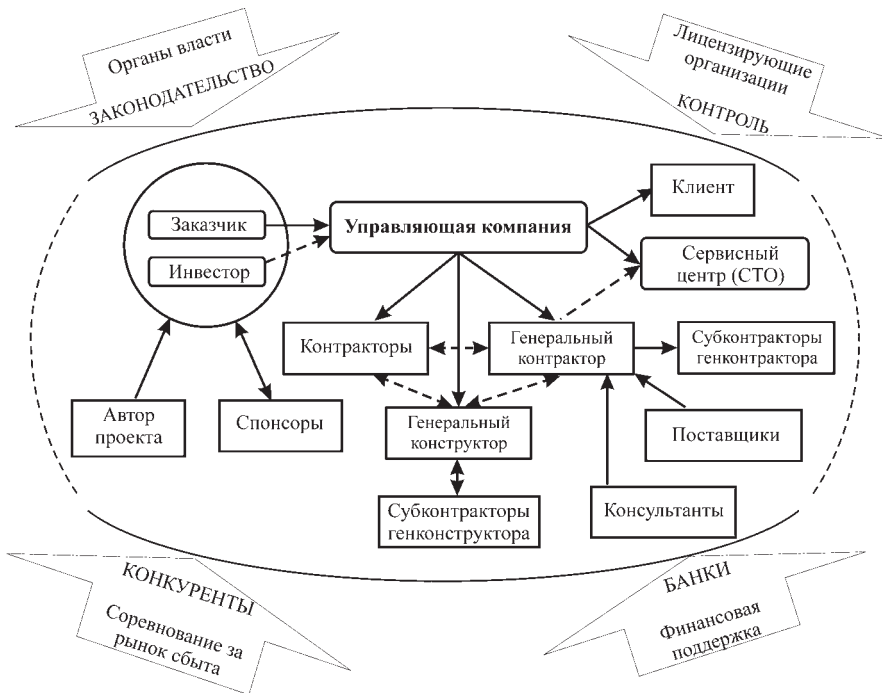 Органы власти
ЗАКОНОДАТЕЛЬСТВО
Лицензирующие
организации
КОНТРОЛЬ
Клиент
Заказчик
Управляющая компания
Инвестор
Сервисный
центр (СТО)
Контракторы
Генеральный
контрактор
Субконтракторы
генконтрактора
Автор
проекта
Спонсоры
Генеральный
конструктор
Поставщики
Субконтракторы
генконструктора
Консультанты
КОНКУРЕНТЫ
Соревнование за
рынок сбыта
БАНКИ
Финансовая
поддержка